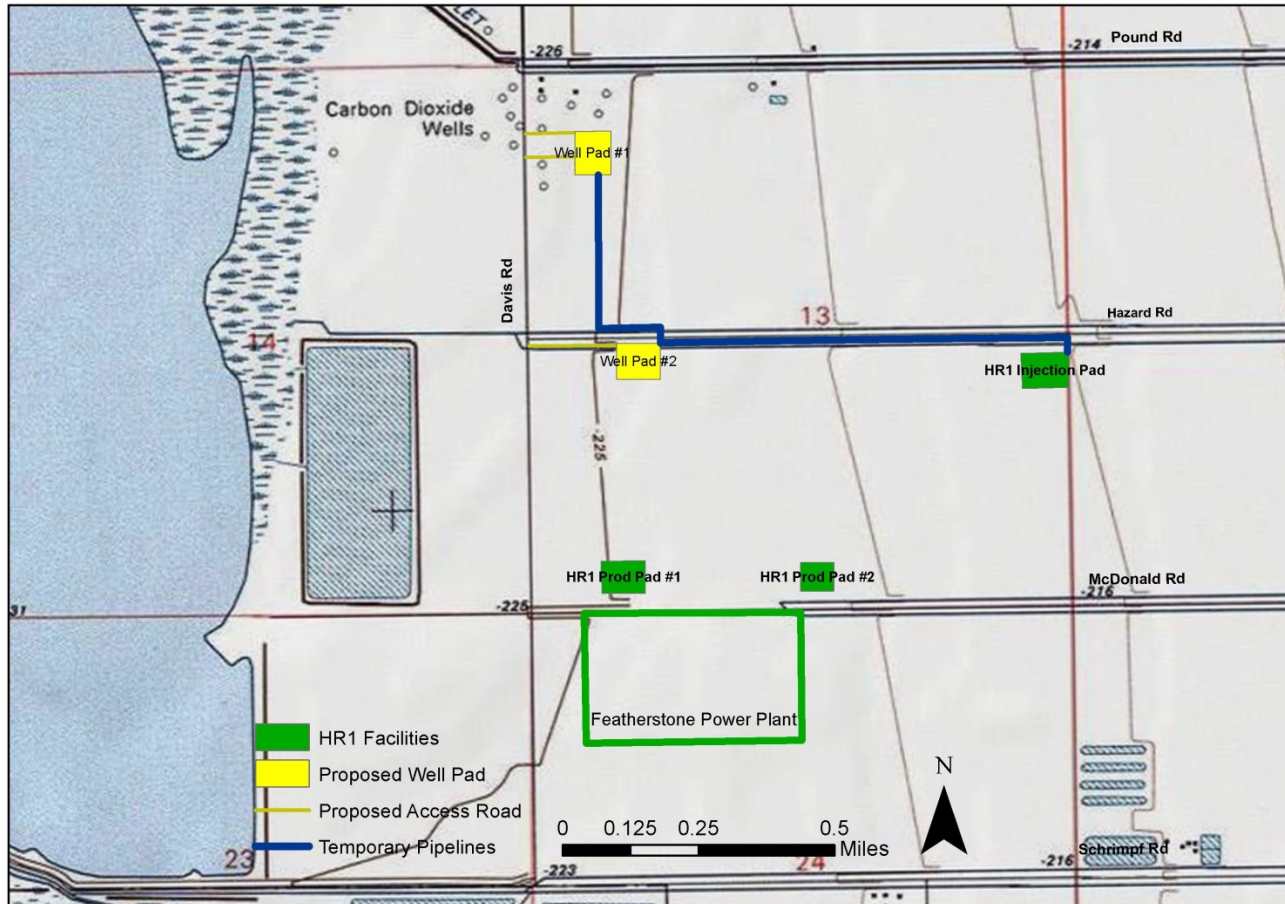 LET
-226
-214
Pound Rd
Carbon Dioxide
Wells
Well Pad #1
Davis Rd
13
Hazard Rd
14
Well Pad #2
HR1 Injection Pad
-225
HR1 Prod Pad #1
HR1 Prod Pad #2
McDonald Rd
31
-225
-216
Featherstone Power Plant
HR1 Facilities
Proposed Well Pad
Proposed Access Road
Temporary Pipelines
N
0 0.125 0.25 0.5
Miles
23
24
-216
Schrimpf Rd
-223